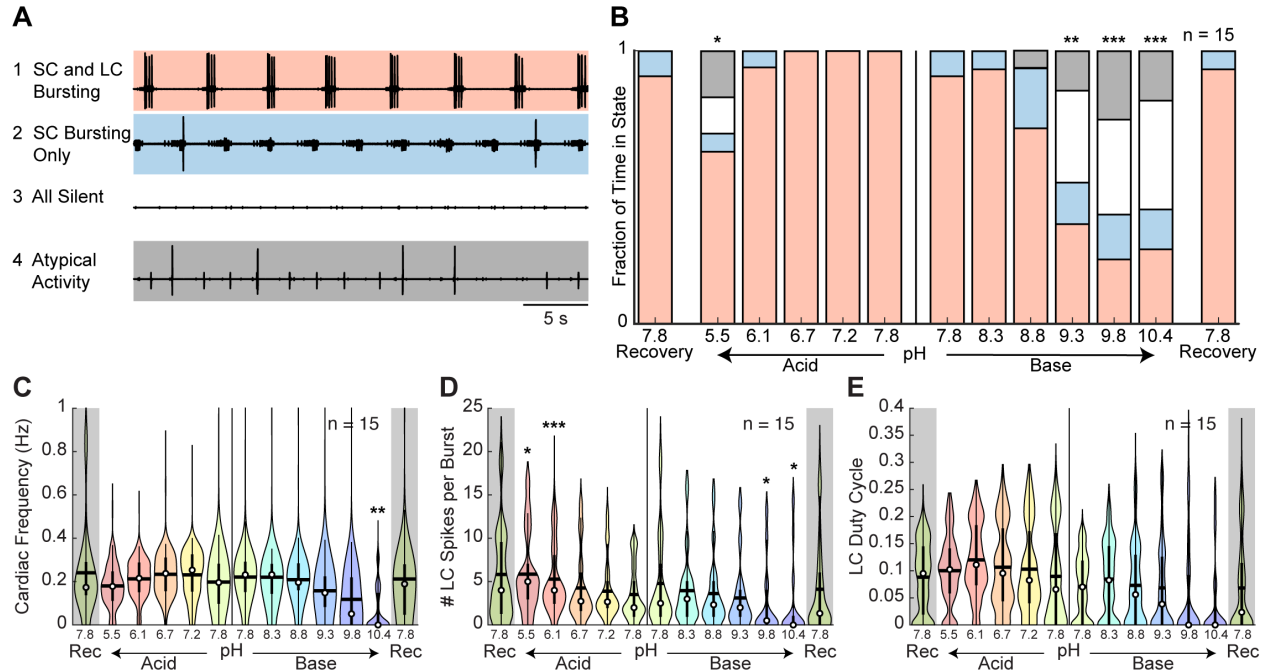 A
1 SC and LC
Bursting
2 SC Bursting
Only
3 All Silent
4 Atypical
Activity
5 s
B
Fraction of Time in State
1
0
* ** *** *** n = 15
7.8 5.5 6.1 6.7 7.2 7.8 7.8 8.3 8.8 9.3 9.8 10.4 7.8
Recovery Acid pH Base Recovery
C
Cardiac Frequency (Hz)
1
0.8
0.6
0.4
0.2
0
n = 15
**
7.8 5.5 6.1 6.7 7.2 7.8 7.8 8.3 8.8 9.3 9.8 10.4 7.8
Rec Acid pH Base Rec
D
# LC Spikes per Burst
25
20
15
10
5
0
n = 15
* *** * *
7.8 5.5 6.1 6.7 7.2 7.8 7.8 8.3 8.8 9.3 9.8 10.4 7.8
Rec Acid pH Base Rec
E
LC Duty Cycle
0.4
0.35
0.3
0.25
0.2
0.15
0.1
0.05
0
n = 15
7.8 5.5 6.1 6.7 7.2 7.8 7.8 8.3 8.8 9.3 9.8 10.4 7.8
Rec Acid pH Base Rec